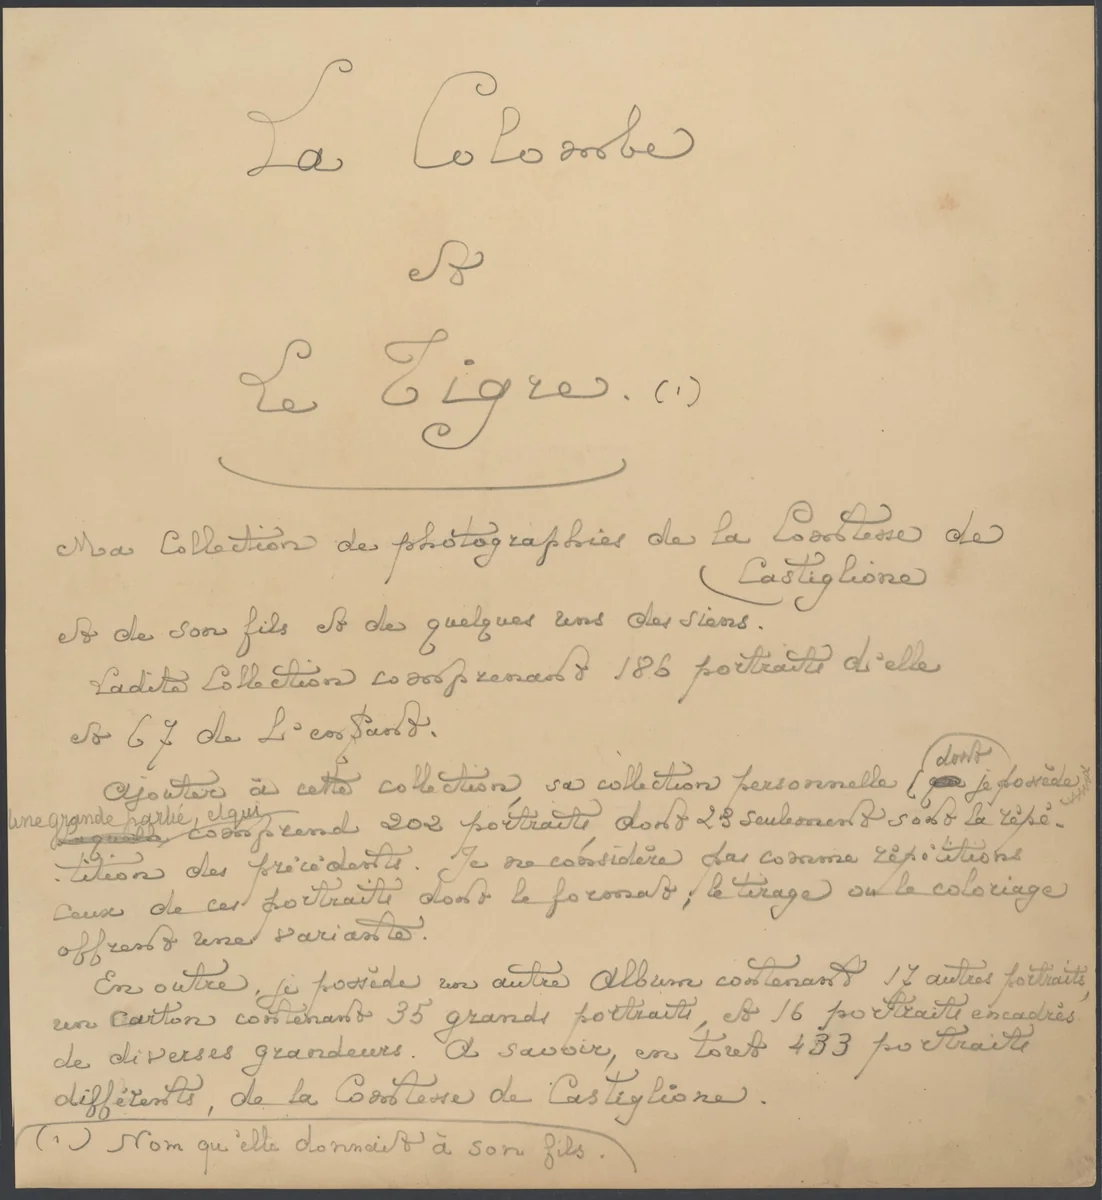 La Colombe
et
Le Tigre. (1)
Ma Collection de photographies de la Comtesse de
Castiglione
et de son fils et de quelques uns des siens.
Ladite Collection comprenant 186 portraits d'elle
et 67 de L'enfant.
dont
Ajouter à cette collection, sa collection personnelle ( je possède
une grande partie, et qui
comprend 202 portraits dont 23 seulement sont la répé-
-tition des précédents. Je ne considère pas comme répétitions
ceux de ces portraits dont le format, le tirage ou le coloriage
offrent une variante.
En outre, je possède un autre Album contenant 17 autres portraits,
un Carton contenant 35 grands portraits, et 16 portraits encadrés
de diverses grandeurs. A savoir, en tout 433 portraits
différents, de la Comtesse de Castiglione.
(1) Nom qu'elle donnait à son fils.